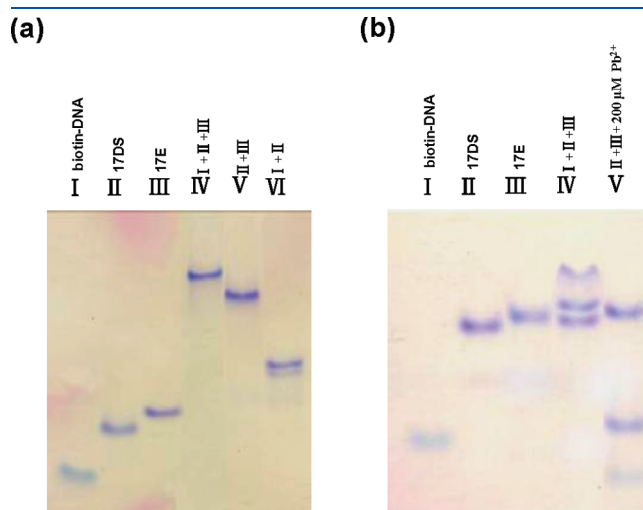 (a)
I biotin-DNA
II 17DS
III 17E
IV I + II + III
V II + III
VI I + II
(b)
I biotin-DNA
II 17DS
III 17E
IV I + II + III
V II + III + 200 μM Pb²⁺